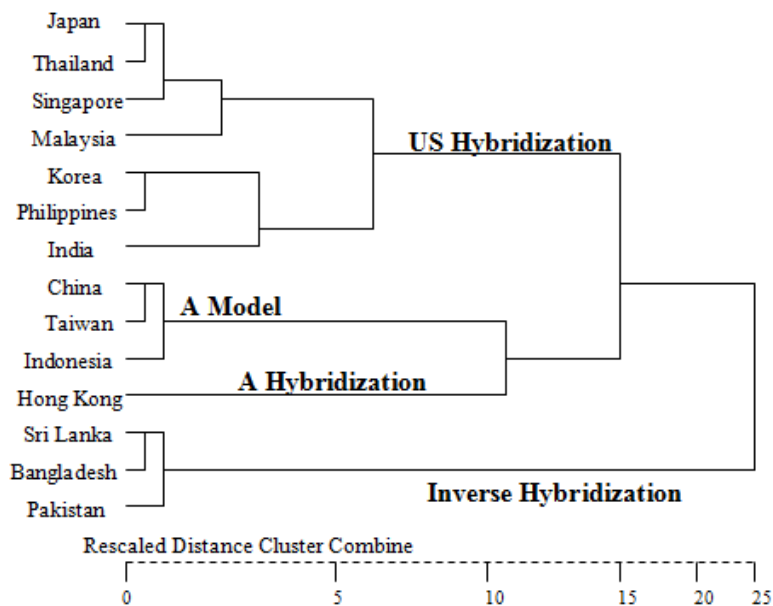 Japan
Thailand
Singapore
Malaysia
US Hybridization
Korea
Philippines
India
China
A Model
Taiwan
Indonesia
A Hybridization
Hong Kong
Sri Lanka
Bangladesh
Inverse Hybridization
Pakistan
Rescaled Distance Cluster Combine
0 5 10 15 20 25